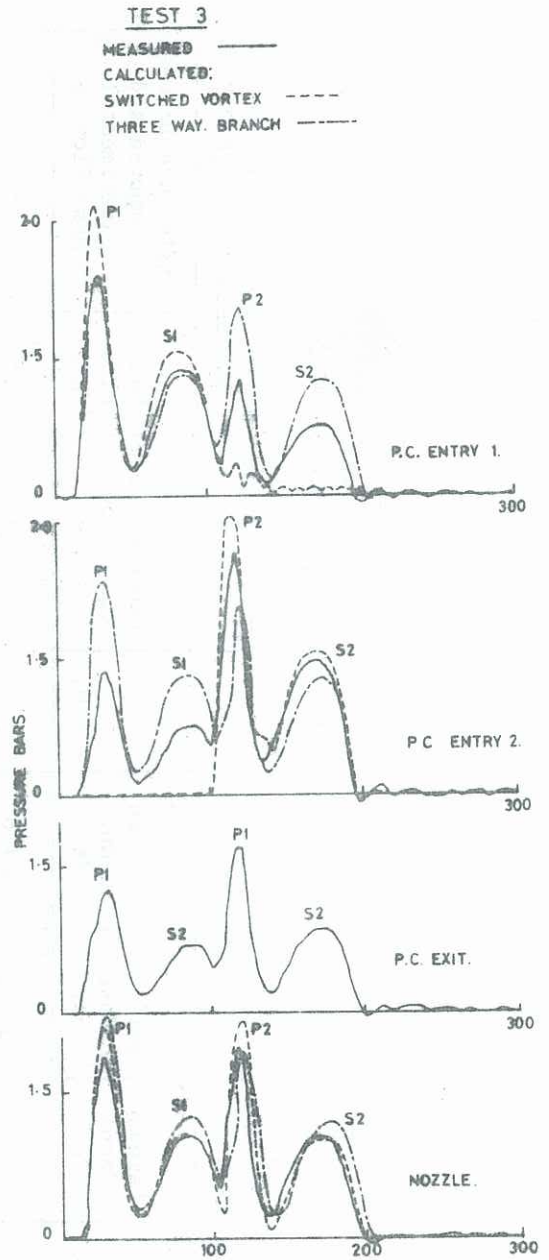 TEST 3.
MEASURED
CALCULATED:
SWITCHED VORTEX
THREE WAY. BRANCH
PRESSURE BARS.
2·0
P1
P2
1·5
S1
S2
P.C. ENTRY 1.
0
300
2·0
P2
P1
1·5
S1
S2
P C ENTRY 2.
0
300
P1
1·5
P1
S2
S2
P.C. EXIT.
0
300
P1
P2
1·5
S1
S2
NOZZLE.
0
100
200
300